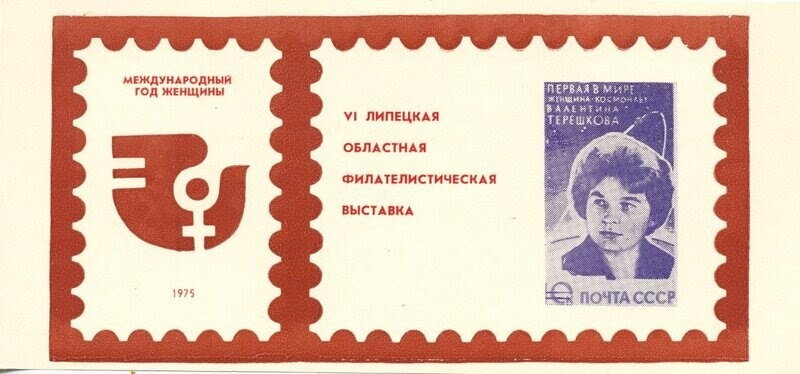 МЕЖДУНАРОДНЫЙ
ГОД ЖЕНЩИНЫ
1975
VI ЛИПЕЦКАЯ
ОБЛАСТНАЯ
ФИЛАТЕЛИСТИЧЕСКАЯ
ВЫСТАВКА
ПЕРВАЯ В МИРЕ
ЖЕНЩИНА-КОСМОНАВТ
ВАЛЕНТИНА
ТЕРЕШКОВА
ПОЧТА СССР